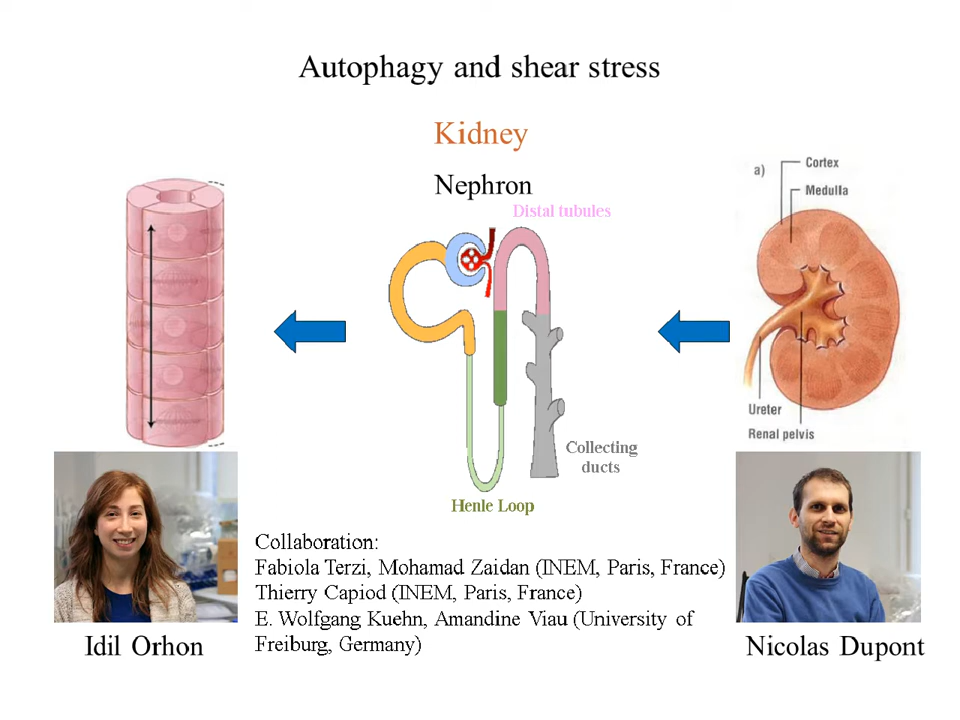 Autophagy and shear stress
Kidney
Nephron
Distal tubules
a)
Cortex
Medulla
Ureter
Renal pelvis
Collecting
ducts
Henle Loop
Collaboration:
Fabiola Terzi, Mohamad Zaidan (INEM, Paris, France)
Thierry Capiod (INEM, Paris, France)
E. Wolfgang Kuehn, Amandine Viau (University of
Freiburg, Germany)
Idil Orhon
Nicolas Dupont